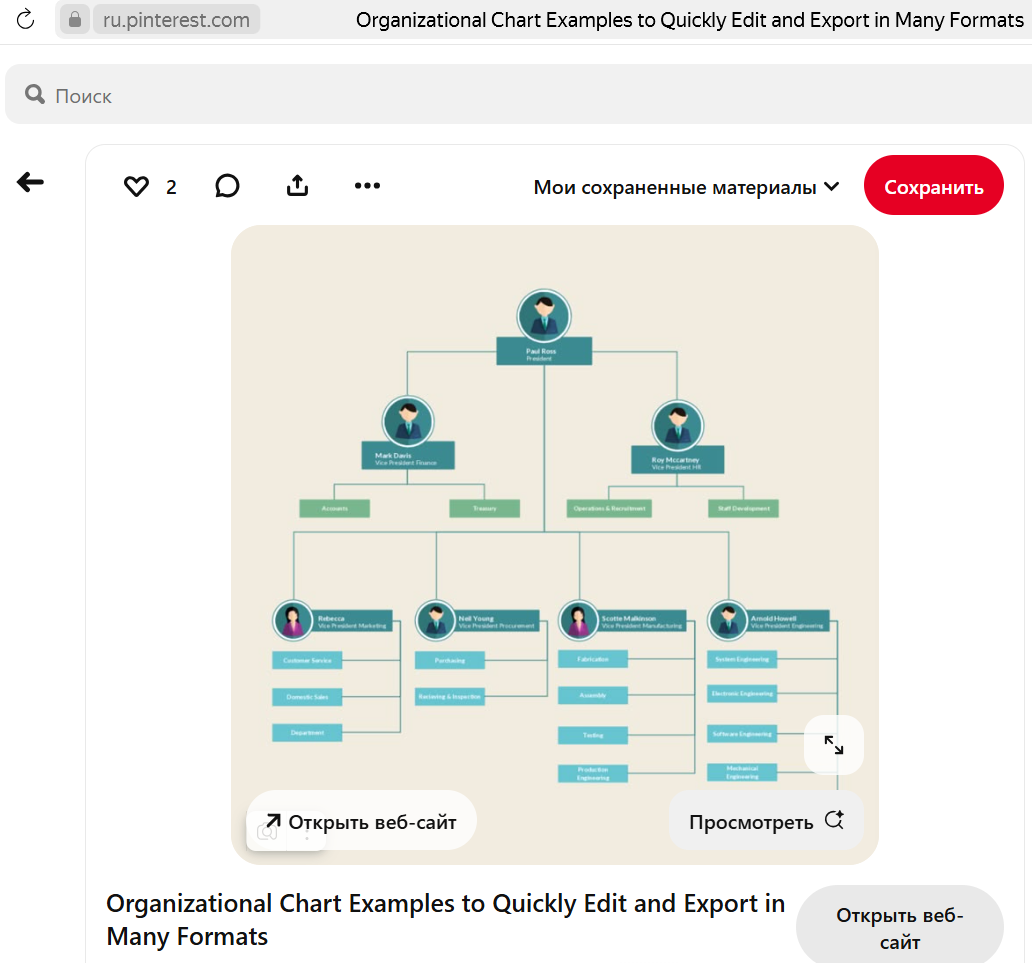 ru.pinterest.com
Organizational Chart Examples to Quickly Edit and Export in Many Formats
Поиск
2
Мои сохраненные материалы
Сохранить
Paul Ross
President
Mark Davis
Vice President Finance
Roy Mccartney
Vice President HR
Accounts
Treasury
Operations & Recruitment
Staff Development
Rebecca
Vice President Marketing
Neil Young
Vice President Procurement
Scotte Malkinson
Vice President Manufacturing
Arnold Howell
Vice President Engineering
Customer Service
Purchasing
Fabrication
System Engineering
Domestic Sales
Receiving & Inspection
Assembly
Electronic Engineering
Department
Testing
Software Engineering
Production
Engineering
Mechanical
Engineering
Открыть веб-сайт
Просмотреть
Organizational Chart Examples to Quickly Edit and Export in
Many Formats
Открыть веб-
сайт